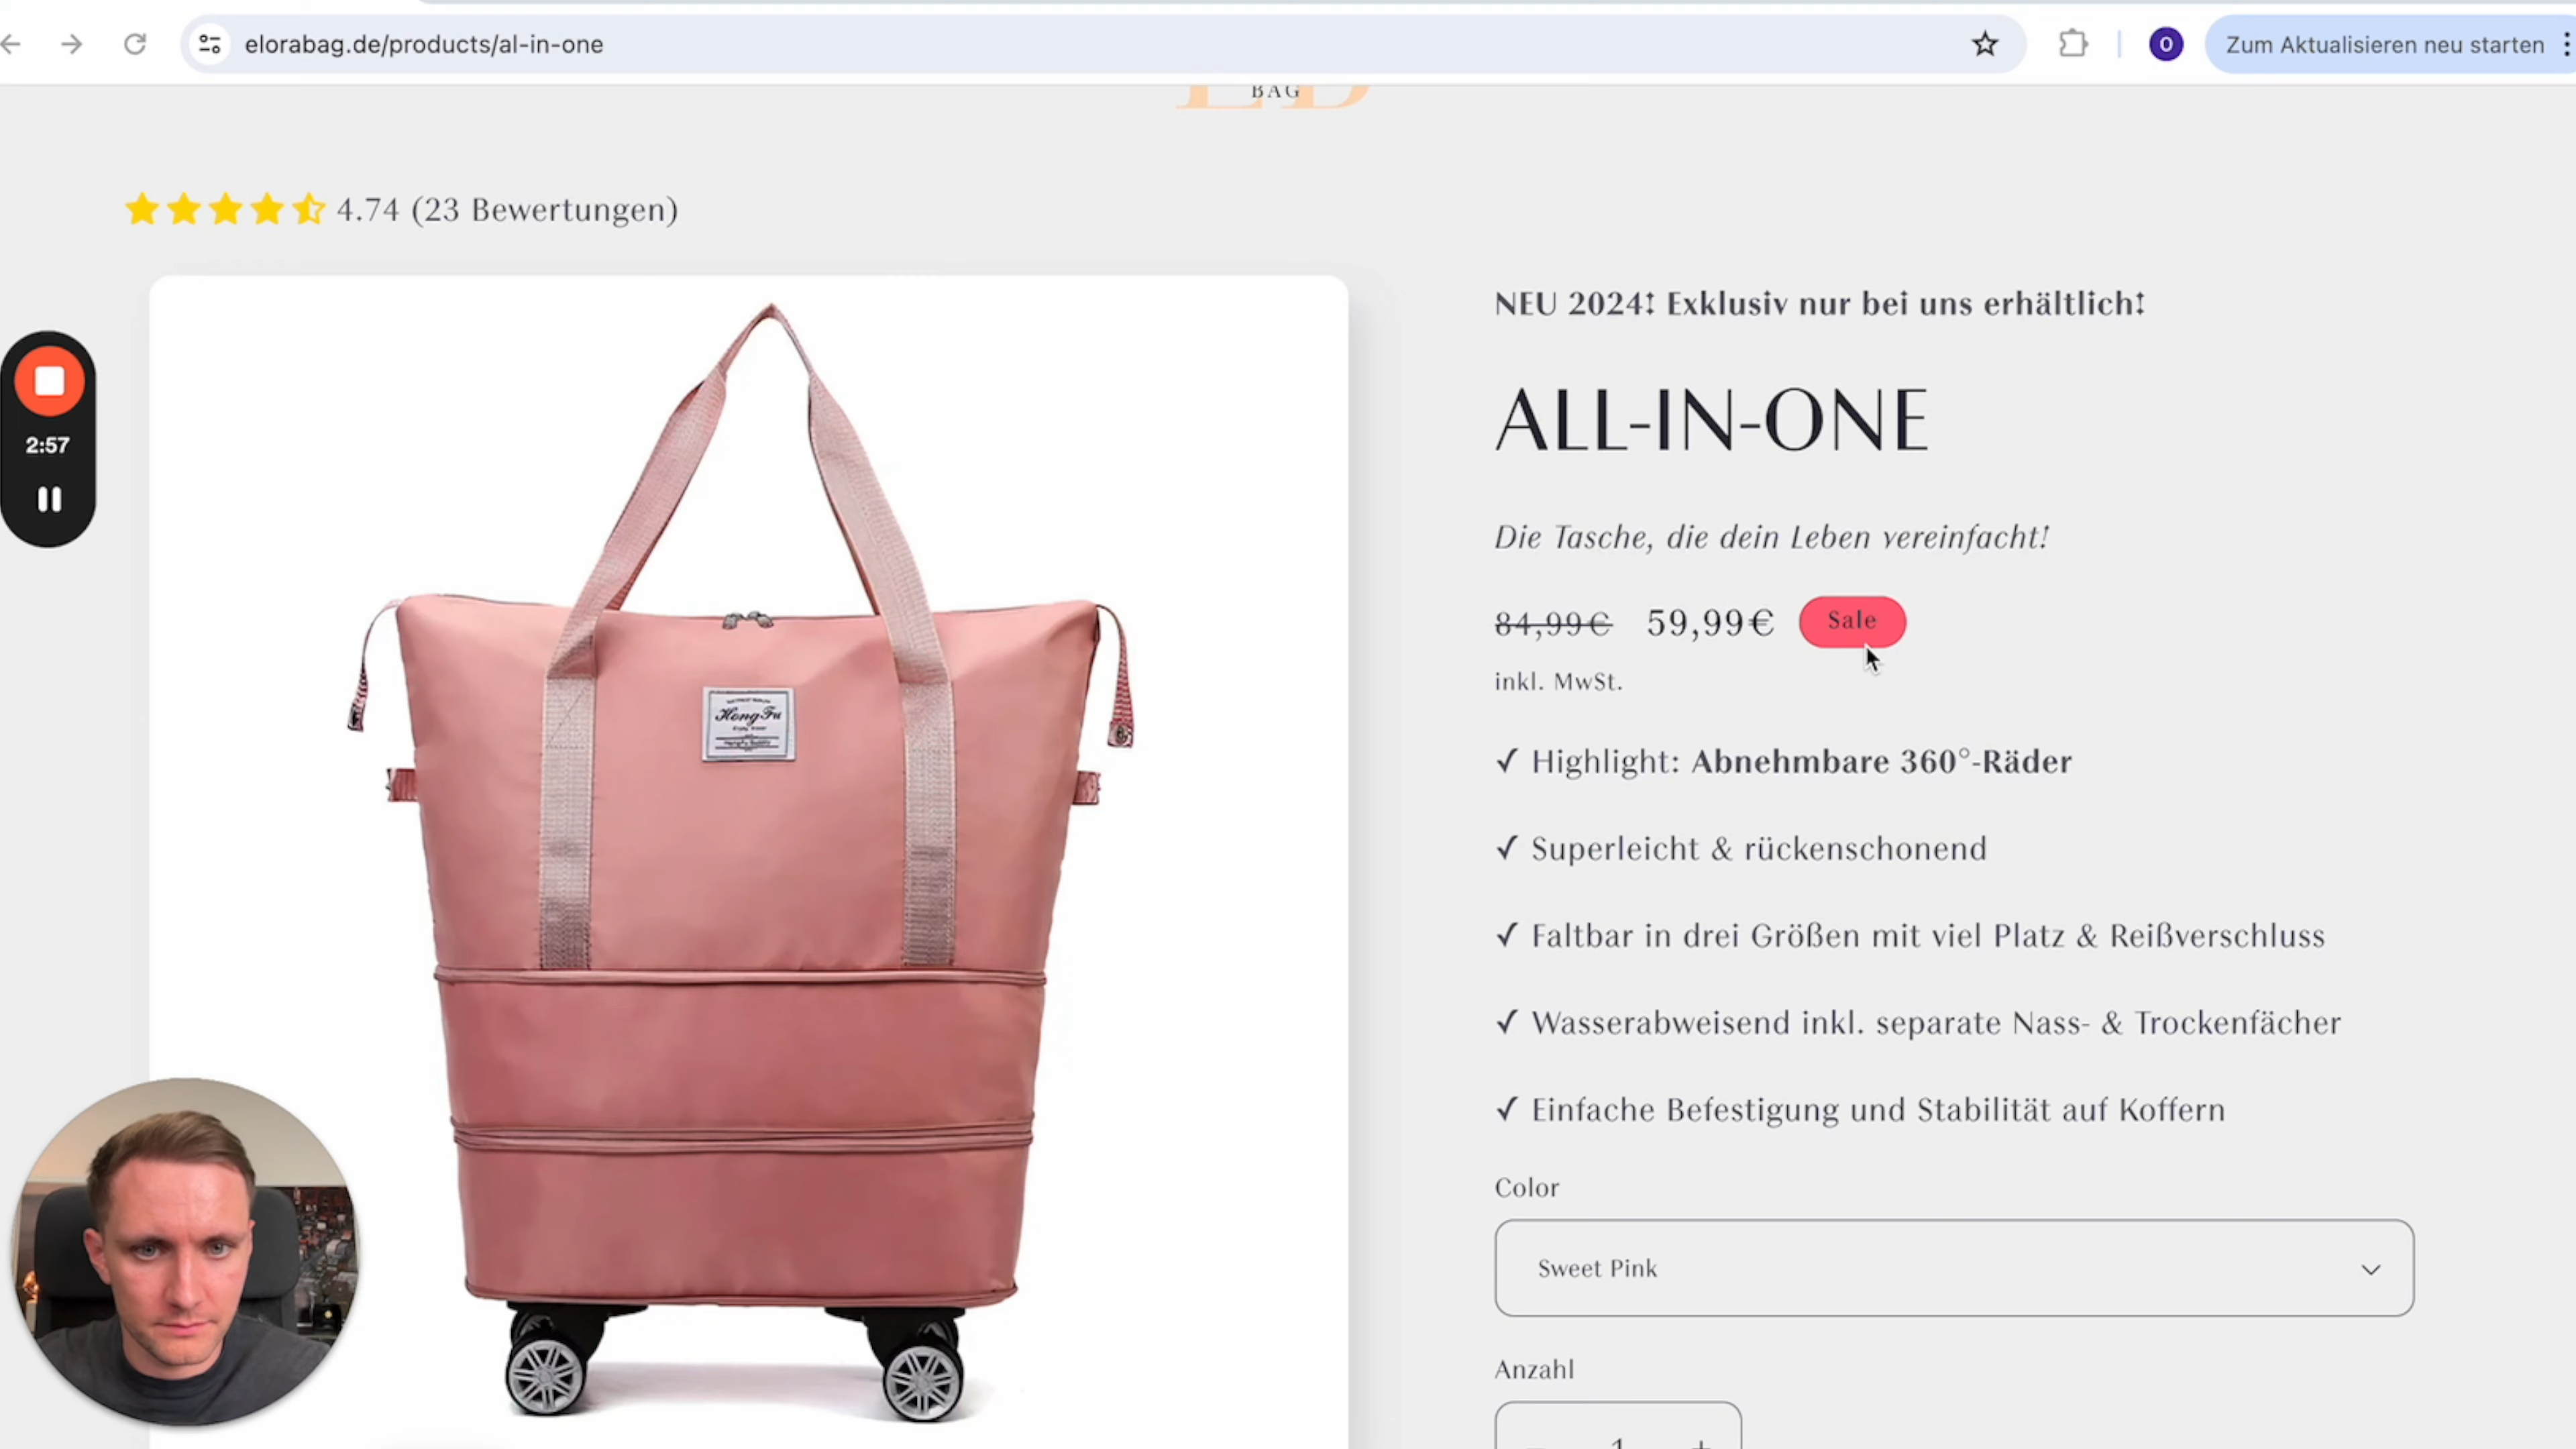 elorabag.de/products/al-in-one
O
Zum Aktualisieren neu starten
BAG
4.74 (23 Bewertungen)
NEU 2024! Exklusiv nur bei uns erhältlich!
ALL-IN-ONE
Die Tasche, die dein Leben vereinfacht!
84,99€ 59,99€ Sale
inkl. MwSt.
✓ Highlight: Abnehmbare 360°-Räder
✓ Superleicht & rückenschonend
✓ Faltbar in drei Größen mit viel Platz & Reißverschluss
✓ Wasserabweisend inkl. separate Nass- & Trockenfächer
✓ Einfache Befestigung und Stabilität auf Koffern
Color
Sweet Pink
Anzahl
1 +
2:57
HongFu